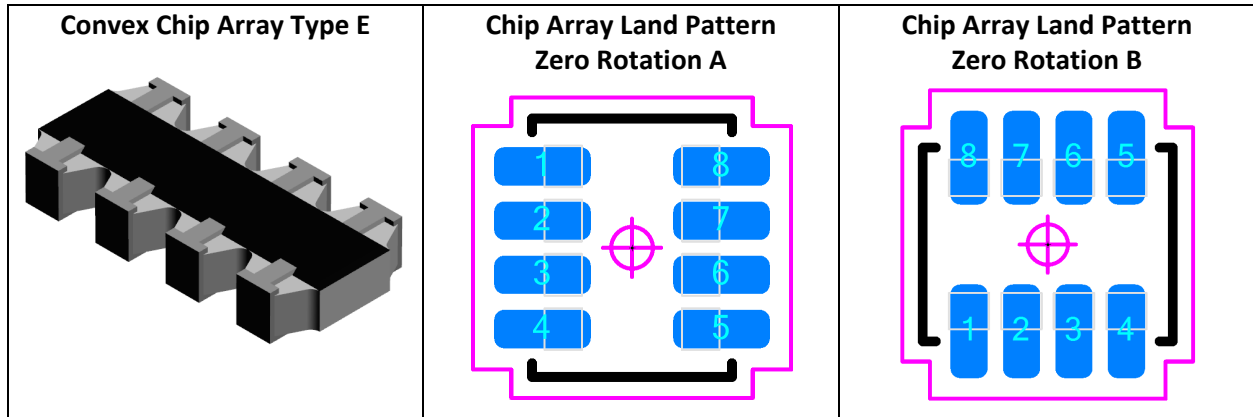 Convex Chip Array Type E
Chip Array Land Pattern
Zero Rotation A
1 8
2 7
3 6
4 5
Chip Array Land Pattern
Zero Rotation B
8 7 6 5
1 2 3 4